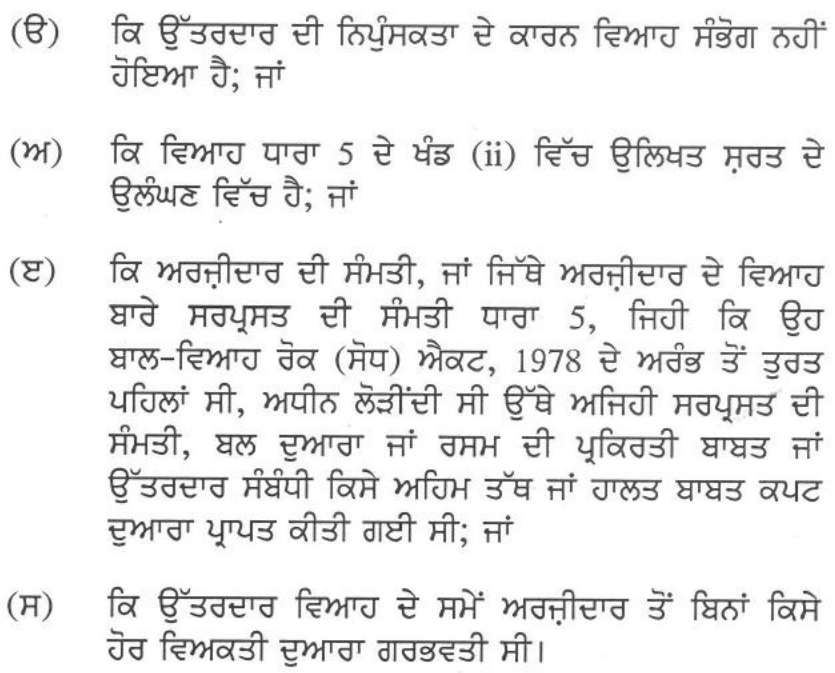 (ੳ) ਕਿ ਉੱਤਰਦਾਰ ਦੀ ਨਿਪੁੰਸਕਤਾ ਦੇ ਕਾਰਨ ਵਿਆਹ ਸੰਭੋਗ ਨਹੀਂ
ਹੋਇਆ ਹੈ; ਜਾਂ
(ਅ) ਕਿ ਵਿਆਹ ਧਾਰਾ 5 ਦੇ ਖੰਡ (ii) ਵਿੱਚ ਉਲਿਖਤ ਸ਼ਰਤ ਦੇ
ਉਲੰਘਣ ਵਿੱਚ ਹੈ; ਜਾਂ
(ੲ) ਕਿ ਅਰਜ਼ੀਦਾਰ ਦੀ ਸੰਮਤੀ, ਜਾਂ ਜਿੱਥੇ ਅਰਜ਼ੀਦਾਰ ਦੇ ਵਿਆਹ
ਬਾਰੇ ਸਰਪ੍ਰਸਤ ਦੀ ਸੰਮਤੀ ਧਾਰਾ 5, ਜਿਹੀ ਕਿ ਉਹ
ਬਾਲ-ਵਿਆਹ ਰੋਕ (ਸੋਧ) ਐਕਟ, 1978 ਦੇ ਅਰੰਭ ਤੋਂ ਤੁਰਤ
ਪਹਿਲਾਂ ਸੀ, ਅਧੀਨ ਲੋੜੀਂਦੀ ਸੀ ਉੱਥੇ ਅਜਿਹੀ ਸਰਪ੍ਰਸਤ ਦੀ
ਸੰਮਤੀ, ਬਲ ਦੁਆਰਾ ਜਾਂ ਰਸਮ ਦੀ ਪ੍ਰਕਿਰਤੀ ਬਾਬਤ ਜਾਂ
ਉੱਤਰਦਾਰ ਸੰਬੰਧੀ ਕਿਸੇ ਅਹਿਮ ਤੱਥ ਜਾਂ ਹਾਲਤ ਬਾਬਤ ਕਪਟ
ਦੁਆਰਾ ਪ੍ਰਾਪਤ ਕੀਤੀ ਗਈ ਸੀ; ਜਾਂ
(ਸ) ਕਿ ਉੱਤਰਦਾਰ ਵਿਆਹ ਦੇ ਸਮੇਂ ਅਰਜ਼ੀਦਾਰ ਤੋਂ ਬਿਨਾਂ ਕਿਸੇ
ਹੋਰ ਵਿਅਕਤੀ ਦੁਆਰਾ ਗਰਭਵਤੀ ਸੀ।